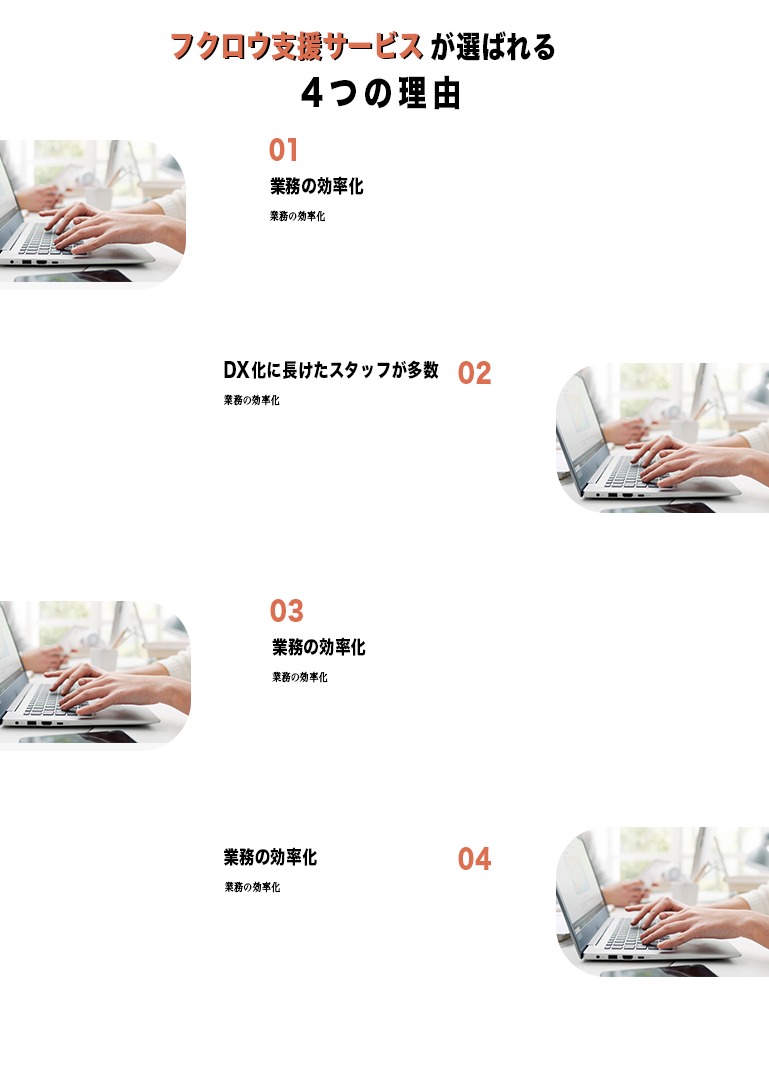 フクロウ支援サービス が選ばれる
4つの理由
01
業務の効率化
業務の効率化
DX化に長けたスタッフが多数 02
業務の効率化
03
業務の効率化
業務の効率化
業務の効率化 04
業務の効率化